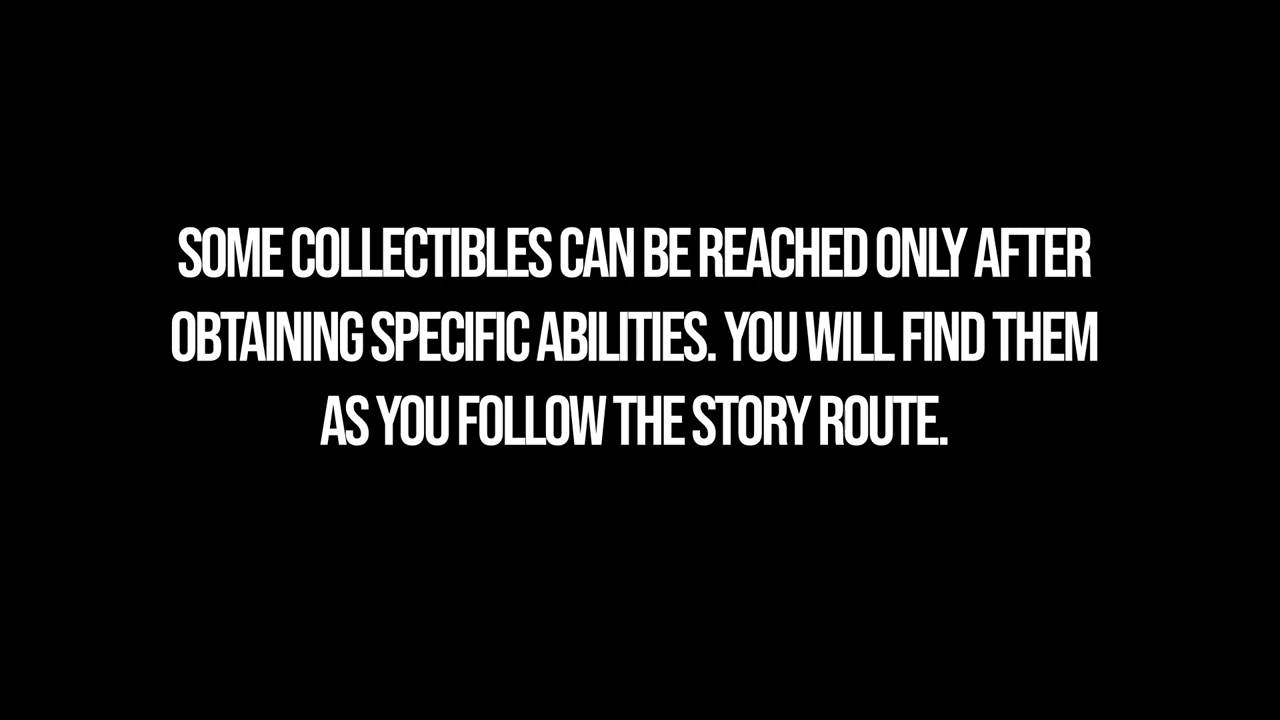 SOME COLLECTIBLES CAN BE REACHED ONLY AFTER
OBTAINING SPECIFIC ABILITIES. YOU WILL FIND THEM
AS YOU FOLLOW THE STORY ROUTE.